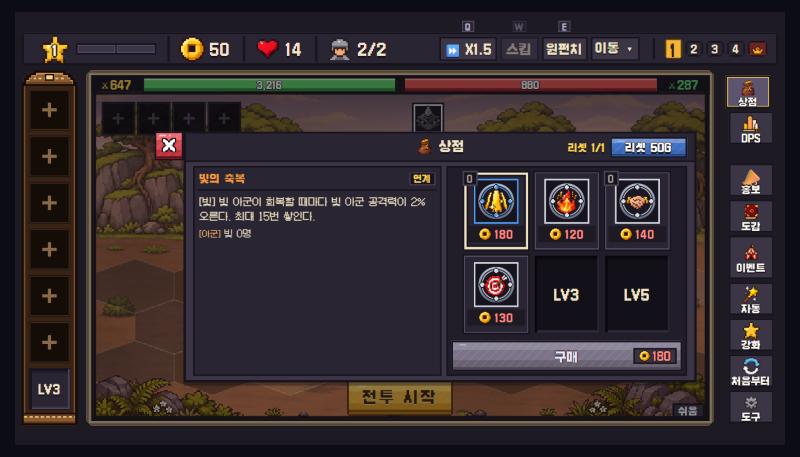 Q W E
1 50 14 2/2 X1.5 스킵 원펀치 이동 1 2 3 4
x647 3,216 880 x287
상점
DPS
홍보
도감
이벤트
자동
강화
처음부터
도구
LV3
상점 리셋 1/1 리셋 50G
빛의 축복 연계
[빛] 빛 아군이 회복할 때마다 빛 아군 공격력이 2%
오른다. 최대 15번 쌓인다.
[아군] 빛 0명
0 0
180 120 140
130 LV3 LV5
구매 180
전투 시작
쉬움